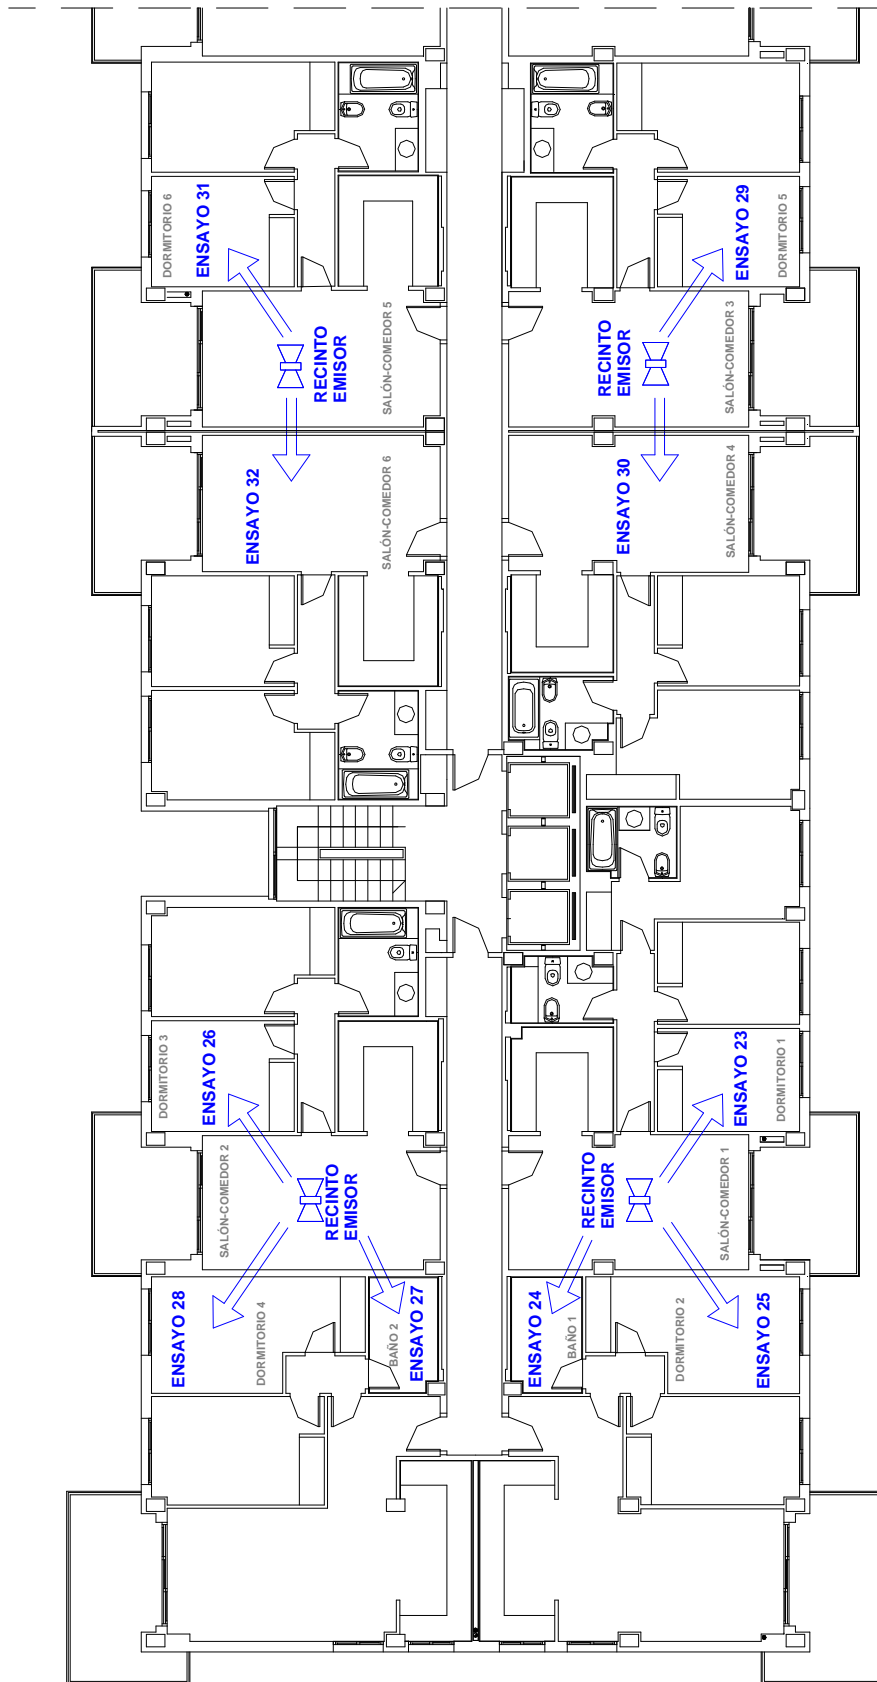 DORMITORIO 6
ENSAYO 31
RECINTO
EMISOR
SALÓN-COMEDOR 5
ENSAYO 29
DORMITORIO 5
RECINTO
EMISOR
SALÓN-COMEDOR 3
ENSAYO 32
SALÓN-COMEDOR 6
ENSAYO 30
SALÓN-COMEDOR 4
DORMITORIO 3
ENSAYO 26
SALÓN-COMEDOR 2
RECINTO
EMISOR
ENSAYO 23
DORMITORIO 1
RECINTO
EMISOR
SALÓN-COMEDOR 1
ENSAYO 28
DORMITORIO 4
BAÑO 2
ENSAYO 27
ENSAYO 24
BAÑO 1
DORMITORIO 2
ENSAYO 25